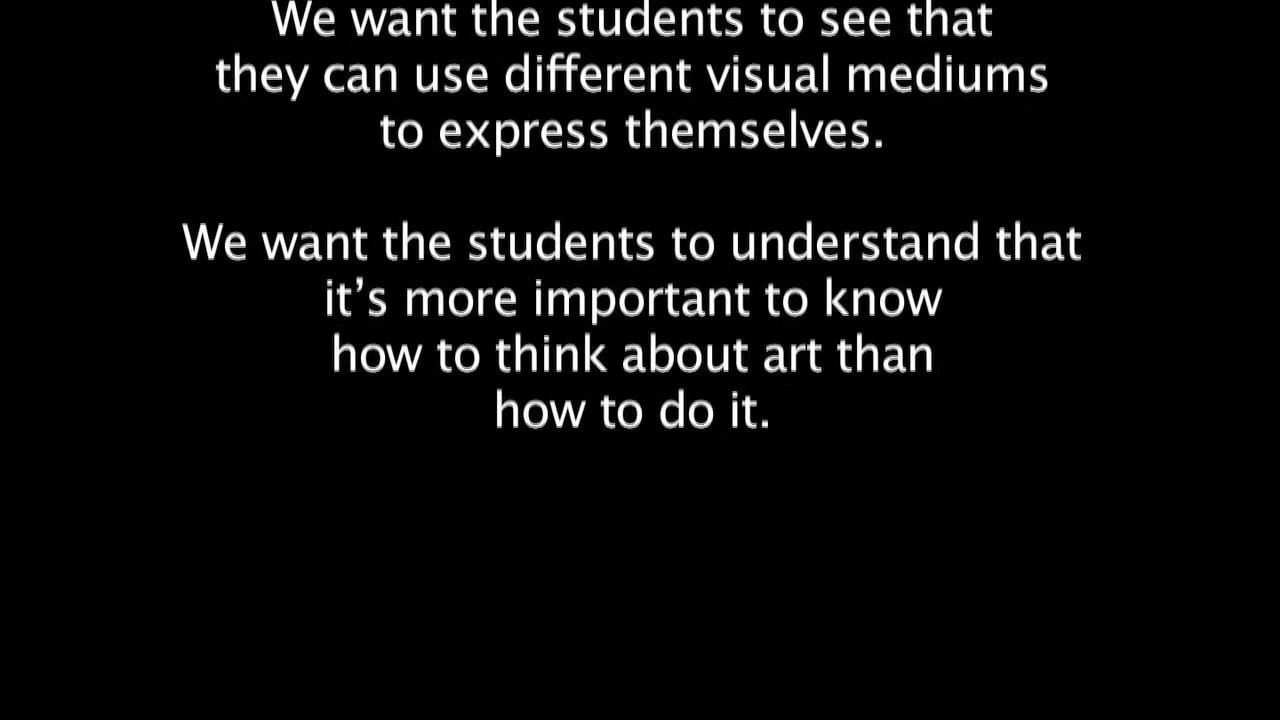 We want the students to see that
they can use different visual mediums
to express themselves.
We want the students to understand that
it’s more important to know
how to think about art than
how to do it.